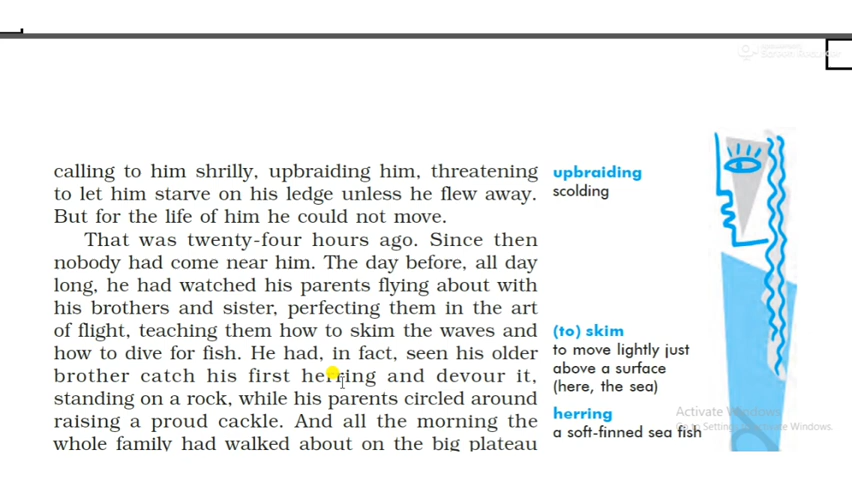 calling to him shrilly, upbraiding him, threatening
to let him starve on his ledge unless he flew away.
But for the life of him he could not move.
That was twenty-four hours ago. Since then
nobody had come near him. The day before, all day
long, he had watched his parents flying about with
his brothers and sister, perfecting them in the art
of flight, teaching them how to skim the waves and
how to dive for fish. He had, in fact, seen his older
brother catch his first herring and devour it,
standing on a rock, while his parents circled around
raising a proud cackle. And all the morning the
whole family had walked about on the big plateau
upbraiding
scolding
(to) skim
to move lightly just
above a surface
(here, the sea)
herring
a soft-finned sea fish
Activate Windows
Go to Settings to activate Windows.